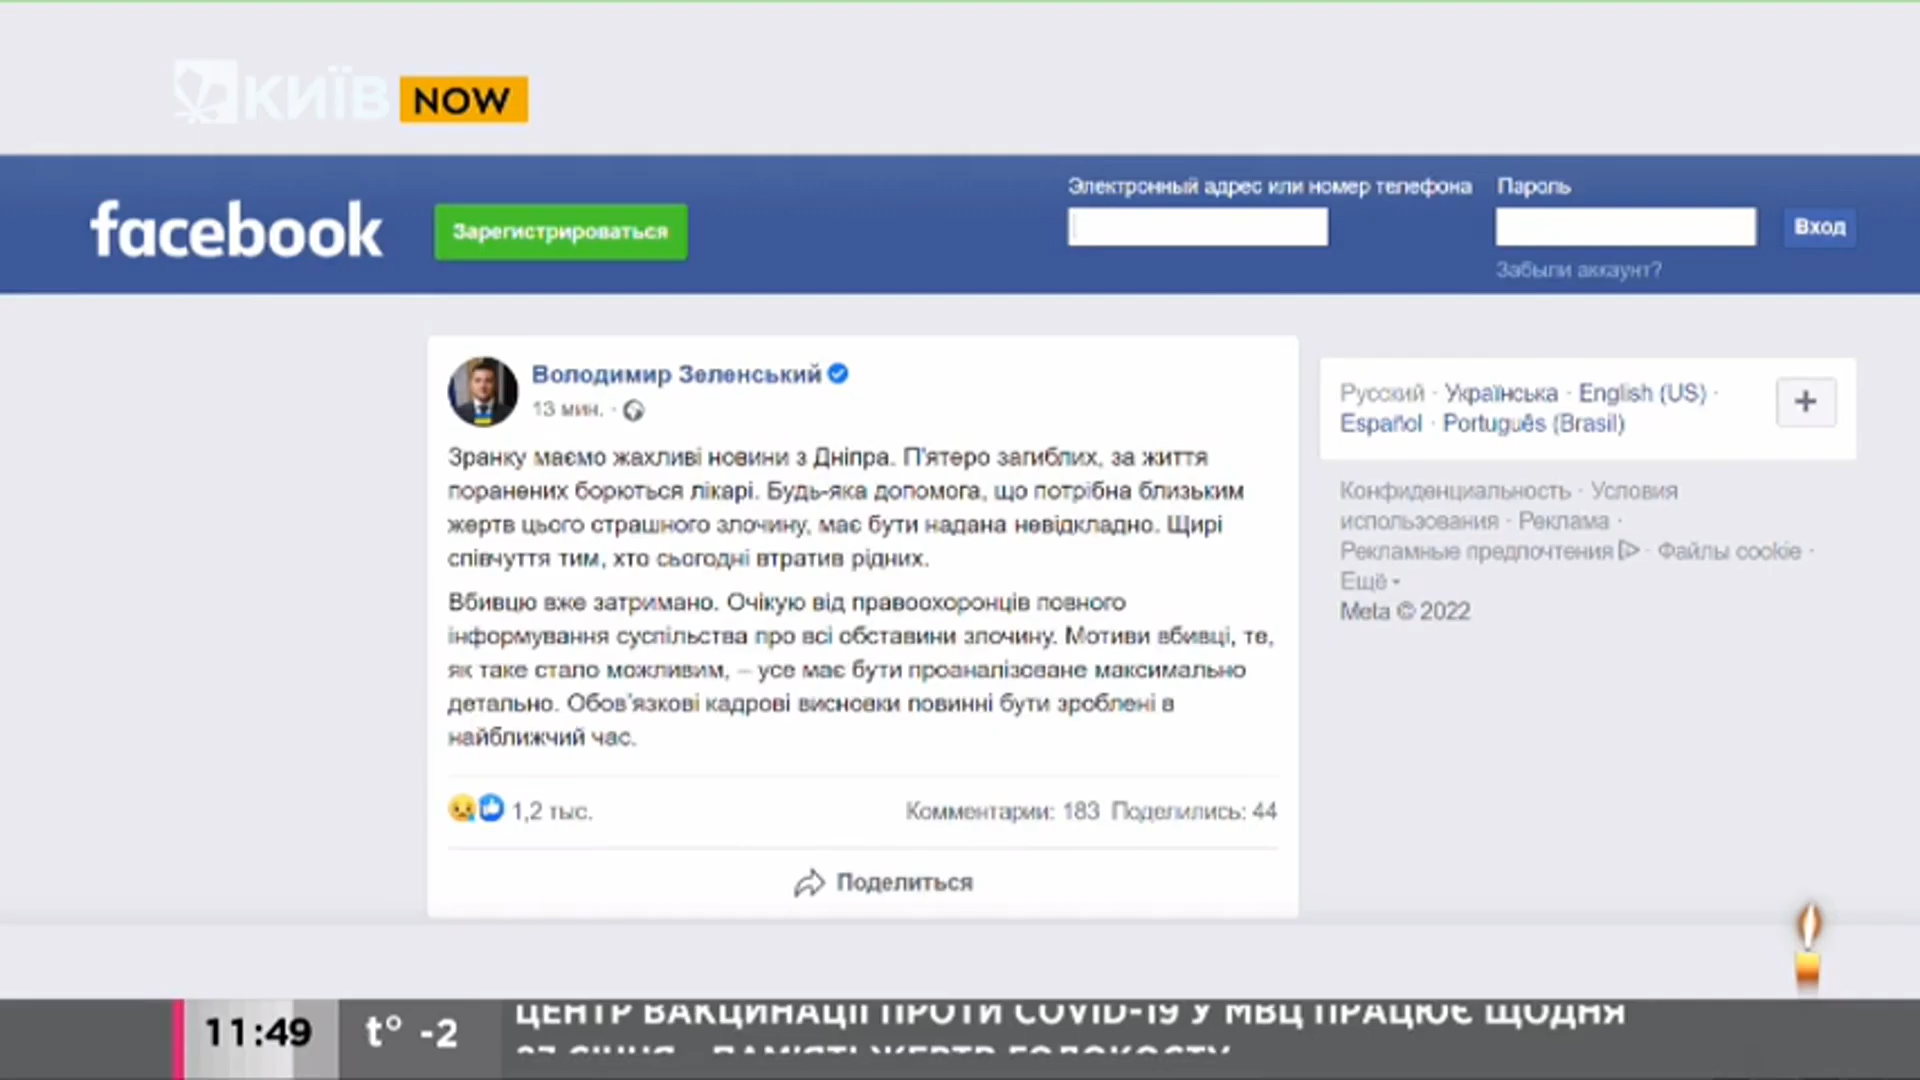 КИЇВ NOW
facebook
Зарегистрироваться
Электронный адрес или номер телефона
Пароль
Вход
Забыли аккаунт?
Володимир Зеленський
13 мин. ·
Зранку маємо жахливі новини з Дніпра. П'ятеро загиблих, за життя
поранених борються лікарі. Будь-яка допомога, що потрібна близьким
жертв цього страшного злочину, має бути надана невідкладно. Щирі
співчуття тим, хто сьогодні втратив рідних.
Вбивцю вже затримано. Очікую від правоохоронців повного
інформування суспільства про всі обставини злочину. Мотиви вбивці, те,
як таке стало можливим, – усе має бути проаналізоване максимально
детально. Обов'язкові кадрові висновки повинні бути зроблені в
найближчий час.
1,2 тыс.
Комментарии: 183 Поделились: 44
Поделиться
Русский · Українська · English (US) ·
Español · Português (Brasil)
+
Конфиденциальность · Условия
использования · Реклама ·
Рекламные предпочтения · Файлы cookie ·
Ещё
Meta © 2022
11:49
t° -2
ЦЕНТР ВАКЦИНАЦІЇ ПРОТИ COVID-19 У МВЦ ПРАЦЮЄ ЩОДНЯ
27 СІЧНЯ - ПАМ'ЯТІ ЖЕРТВ ГОЛОКОСТУ